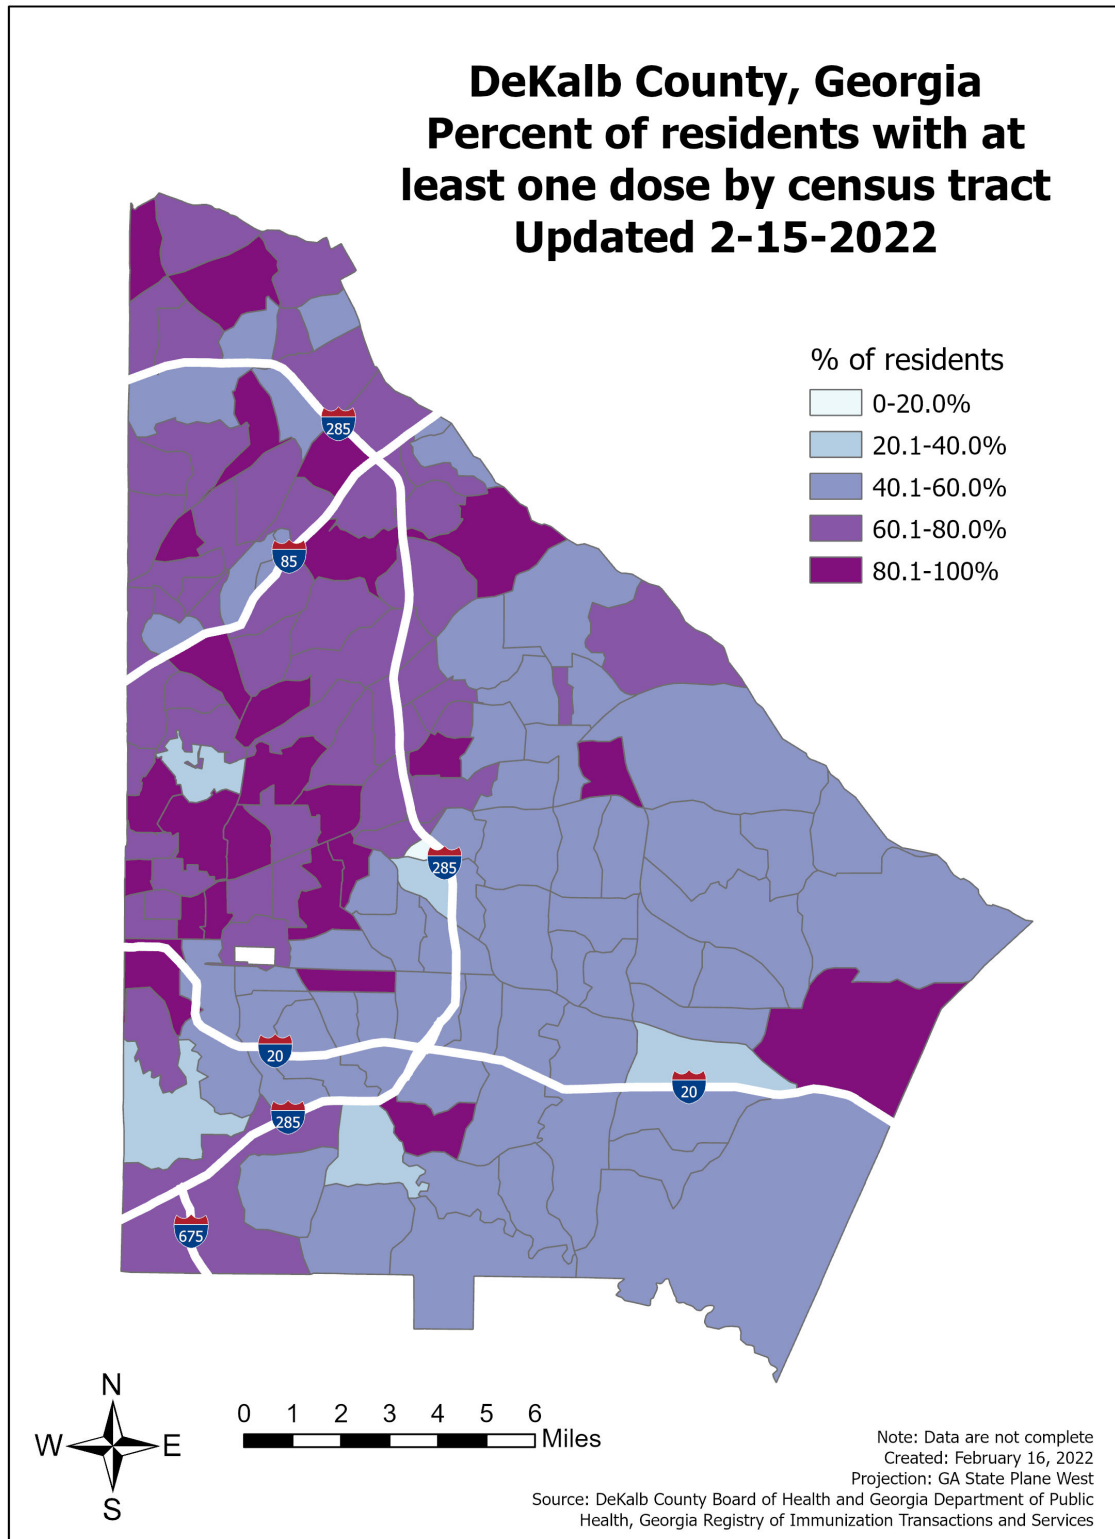 DeKalb County, Georgia
Percent of residents with at
least one dose by census tract
Updated 2-15-2022
% of residents
0-20.0%
20.1-40.0%
40.1-60.0%
60.1-80.0%
80.1-100%
285
85
285
20
20
285
675
N
W E
S
0 1 2 3 4 5 6
Miles
Note: Data are not complete
Created: February 16, 2022
Projection: GA State Plane West
Source: DeKalb County Board of Health and Georgia Department of Public
Health, Georgia Registry of Immunization Transactions and Services